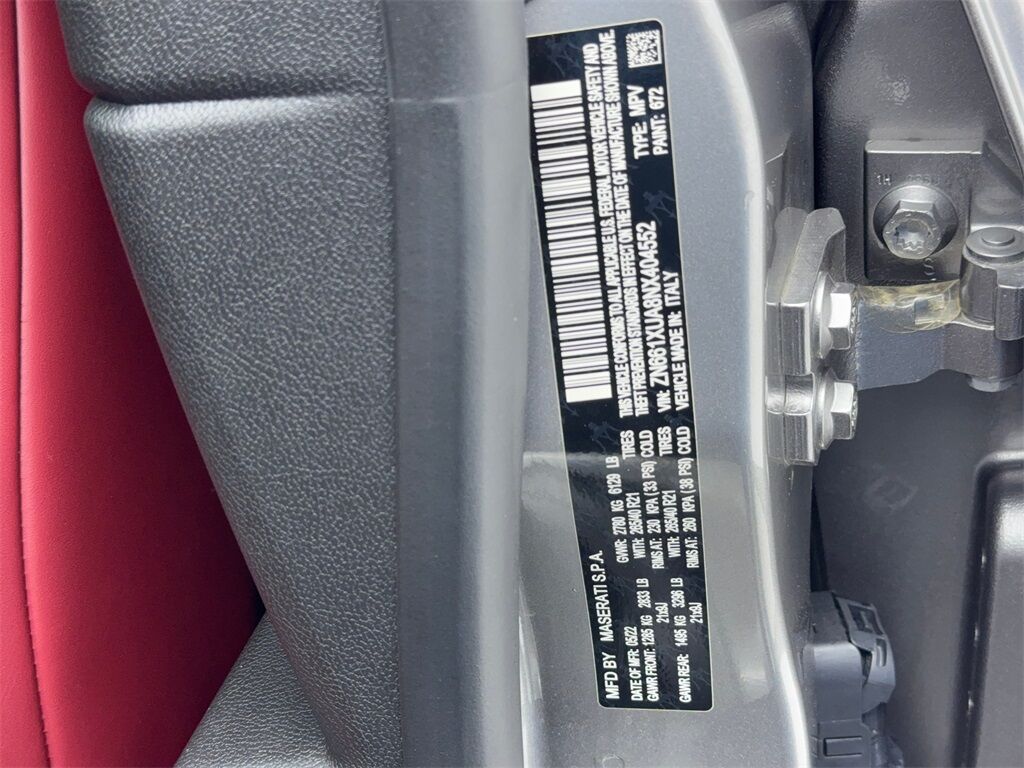 MFD BY MASERATI S.P.A.
DATE OF MFR: 05/22 GVWR: 2780 KG 6129 LB
GAWR FRONT: 1285 KG 2833 LB WITH: 265/40 R21 TIRES
21x9J RIMS AT: 230 KPA (33 PSI) COLD
GAWR REAR: 1495 KG 3296 LB WITH: 265/40 R21 TIRES
21x9J RIMS AT: 260 KPA (38 PSI) COLD
THIS VEHICLE CONFORMS TO ALL APPLICABLE U.S. FEDERAL MOTOR VEHICLE SAFETY AND
THEFT PREVENTION STANDARDS IN EFFECT ON THE DATE OF MANUFACTURE SHOWN ABOVE.
VIN: ZN661XUA8NX404552 TYPE: MPV
VEHICLE MADE IN: ITALY PAINT: 672